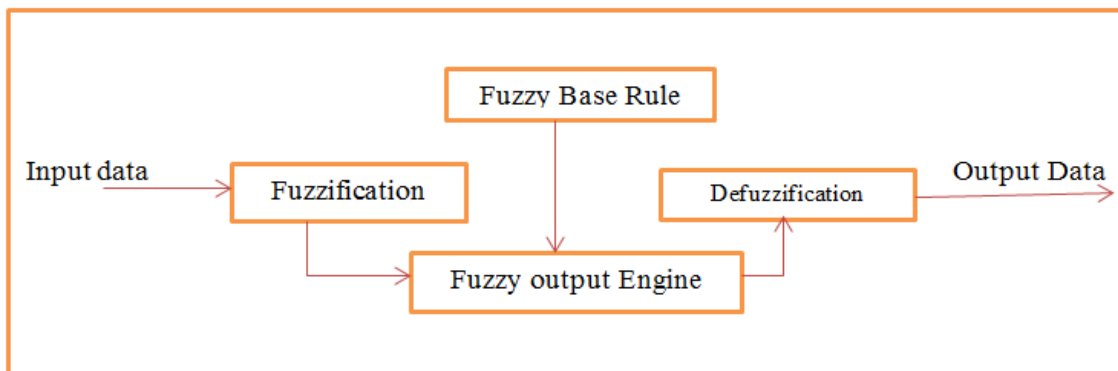 Fuzzy Base Rule
Input data
Fuzzification
Defuzzification
Output Data
Fuzzy output Engine